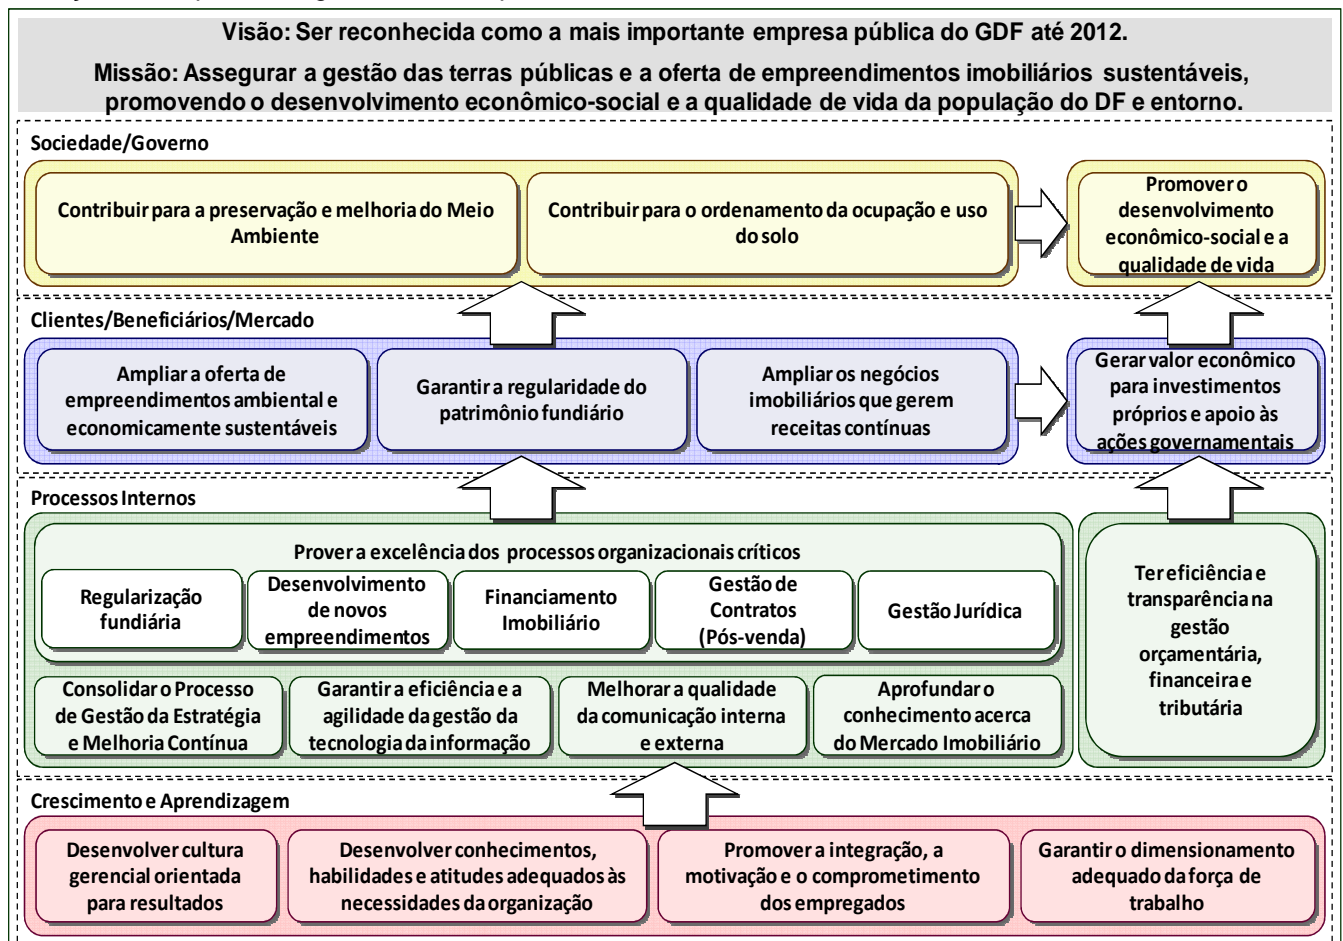 Visão: Ser reconhecida como a mais importante empresa pública do GDF até 2012.
Missão: Assegurar a gestão das terras públicas e a oferta de empreendimentos imobiliários sustentáveis,
promovendo o desenvolvimento econômico-social e a qualidade de vida da população do DF e entorno.
Sociedade/Governo
Contribuir para a preservação e melhoria do Meio
Ambiente
Contribuir para o ordenamento da ocupação e uso
do solo
Promover o
desenvolvimento
econômico-social e a
qualidade de vida
Clientes/Beneficiários/Mercado
Ampliar a oferta de
empreendimentos ambiental e
economicamente sustentáveis
Garantir a regularidade do
patrimônio fundiário
Ampliar os negócios
imobiliários que gerem
receitas contínuas
Gerar valor econômico
para investimentos
próprios e apoio às
ações governamentais
Processos Internos
Prover a excelência dos processos organizacionais críticos
Regularização
fundiária
Desenvolvimento
de novos
empreendimentos
Financiamento
Imobiliário
Gestão de
Contratos
(Pós-venda)
Gestão Jurídica
Consolidar o Processo
de Gestão da Estratégia
e Melhoria Contínua
Garantir a eficiência e a
agilidade da gestão da
tecnologia da informação
Melhorar a qualidade
da comunicação interna
e externa
Aprofundar o
conhecimento acerca
do Mercado Imobiliário
Ter eficiência e
transparência na
gestão
orçamentária,
financeira e
tributária
Crescimento e Aprendizagem
Desenvolver cultura
gerencial orientada
para resultados
Desenvolver conhecimentos,
habilidades e atitudes adequados às
necessidades da organização
Promover a integração, a
motivação e o comprometimento
dos empregados
Garantir o dimensionamento
adequado da força de
trabalho